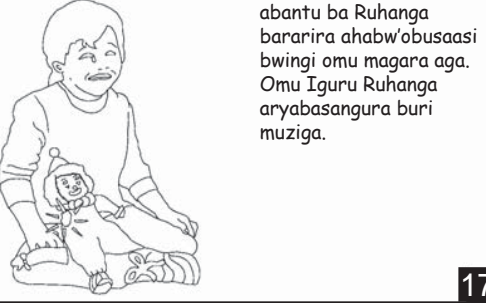 abantu ba Ruhanga
bararira ahabw'obusaasi
bwingi omu magara aga.
Omu Iguru Ruhanga
aryabasangura buri
muziga.
17